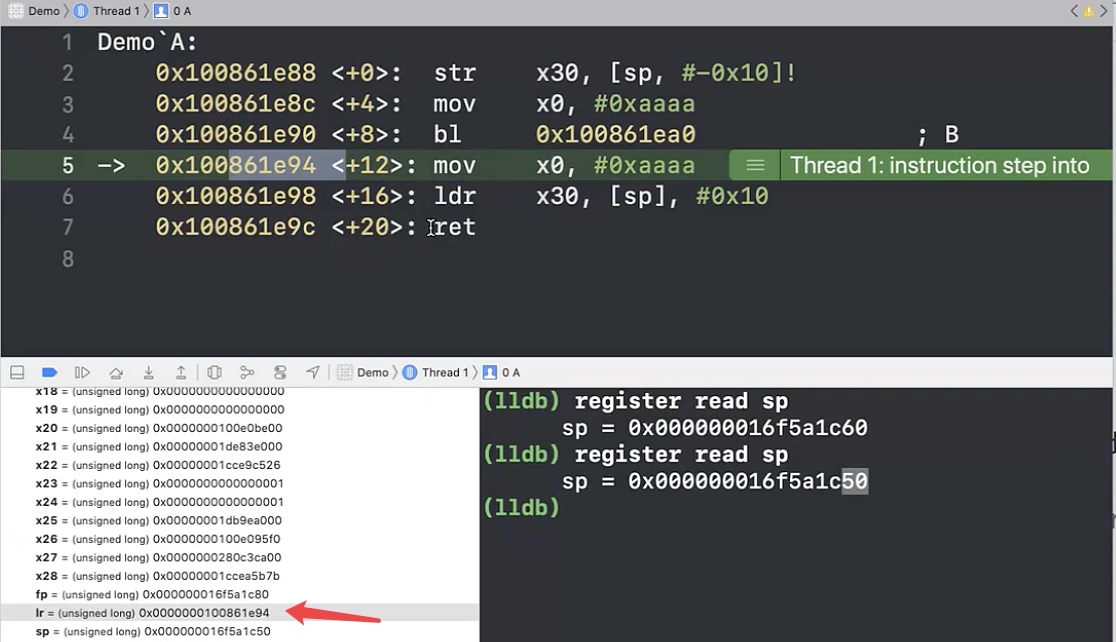 Demo Thread 1 0 A
1 Demo`A:
2 0x100861e88 <+0>: str x30, [sp, #-0x10]!
3 0x100861e8c <+4>: mov x0, #0xaaaa
4 0x100861e90 <+8>: bl 0x100861ea0 ; B
5 -> 0x100861e94 <+12>: mov x0, #0xaaaa Thread 1: instruction step into
6 0x100861e98 <+16>: ldr x30, [sp], #0x10
7 0x100861e9c <+20>: ret
8
Demo Thread 1 0 A
x18 = (unsigned long) 0x0000000000000000
x19 = (unsigned long) 0x0000000000000000
x20 = (unsigned long) 0x0000000100e0be00
x21 = (unsigned long) 0x00000001de83e000
x22 = (unsigned long) 0x00000001cce9c526
x23 = (unsigned long) 0x0000000000000001
x24 = (unsigned long) 0x0000000000000001
x25 = (unsigned long) 0x00000001db9ea000
x26 = (unsigned long) 0x0000000100e095f0
x27 = (unsigned long) 0x0000000280c3ca00
x28 = (unsigned long) 0x00000001ccea5b7b
fp = (unsigned long) 0x000000016f5a1c80
lr = (unsigned long) 0x0000000100861e94
sp = (unsigned long) 0x000000016f5a1c50
(lldb) register read sp
sp = 0x000000016f5a1c60
(lldb) register read sp
sp = 0x000000016f5a1c50
(lldb)